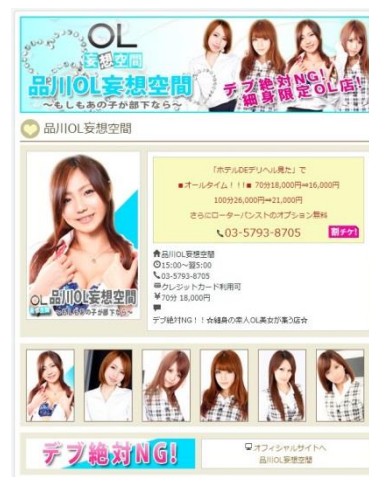 OL
妄想空間
品川OL妄想空間
～もしもあの子が部下なら～
デブ絶対NG!
細身限定OL店!
品川OL妄想空間
「ホテルDEデリヘル見た」で
■オールタイム！！！■ 70分18,000円⇒16,000円
100分26,000円⇒21,000円
さらにローターパンストのオプション無料
03-5793-8705 割チケ!
品川OL妄想空間
15:00～翌5:00
03-5793-8705
クレジットカード利用可
70分 18,000円
デブ絶対NG！！☆細身の素人OL美女が集う店☆
OL 品川OL妄想空間
妄想空間 ～もしもあの子が部下なら～
デブ絶対NG!
オフィシャルサイトへ
品川OL妄想空間